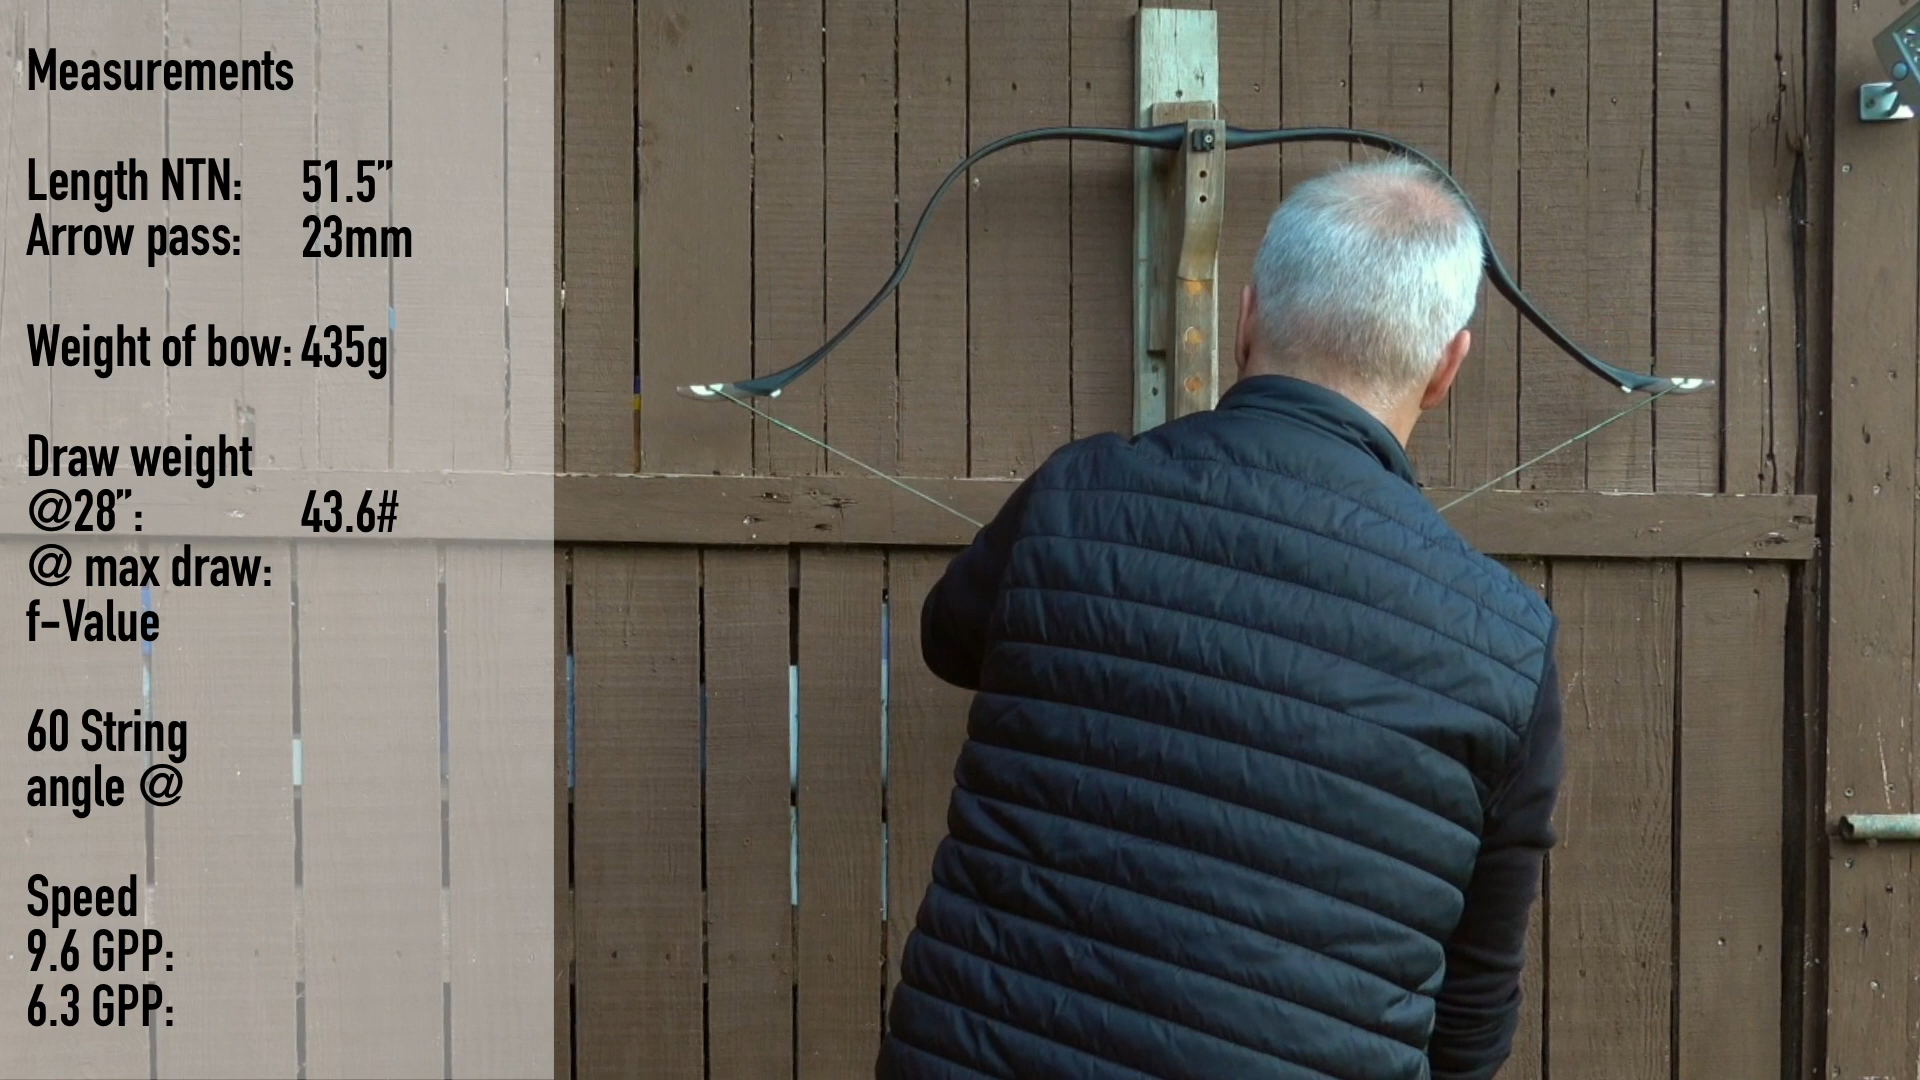 Measurements
Length NTN: 51.5”
Arrow pass: 23mm
Weight of bow: 435g
Draw weight
@28”: 43.6#
@ max draw:
f-Value
60 String
angle @
Speed
9.6 GPP:
6.3 GPP: